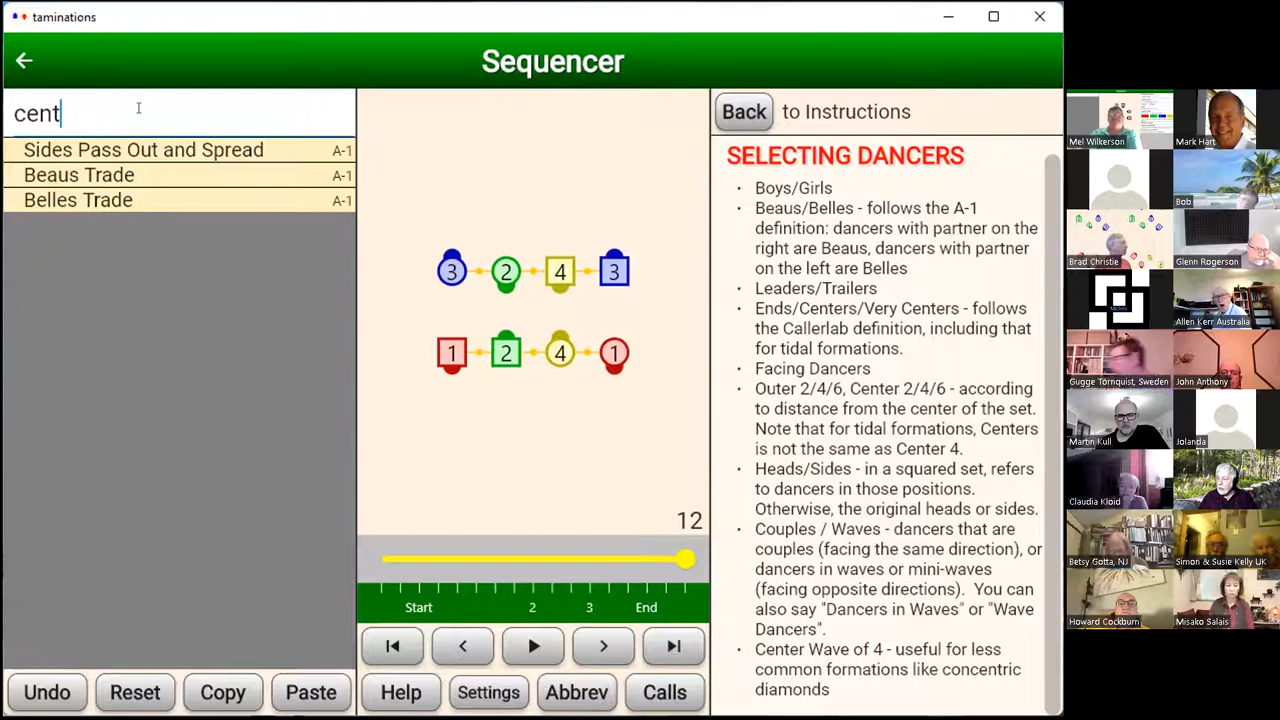 taminations
Sequencer
cent
Sides Pass Out and Spread A-1
Beaus Trade A-1
Belles Trade A-1
3 2 4 3
1 2 4 1
12
Start 2 3 End
Undo Reset Copy Paste
Help Settings Abbrev Calls
Back to Instructions
SELECTING DANCERS
• Boys/Girls
• Beaus/Belles - follows the A-1
definition: dancers with partner on the
right are Beaus, dancers with partner
on the left are Belles
• Leaders/Trailers
• Ends/Centers/Very Centers - follows
the Callerlab definition, including that
for tidal formations.
• Facing Dancers
• Outer 2/4/6, Center 2/4/6 - according
to distance from the center of the set.
Note that for tidal formations, Centers
is not the same as Center 4.
• Heads/Sides - in a squared set, refers
to dancers in those positions.
Otherwise, the original heads or sides.
• Couples / Waves - dancers that are
couples (facing the same direction), or
dancers in waves or mini-waves
(facing opposite directions). You can
also say "Dancers in Waves" or "Wave
Dancers".
• Center Wave of 4 - useful for less
common formations like concentric
diamonds
Mel Wilkerson
Mark Hart
Bob
Brad Christie
Glenn Rogerson
Allen Kerr Australia
Gugge Törnquist, Sweden
John Anthony
Martin Kull
Jolanda
Claudia Kloid
Betsy Gotta, NJ
Simon & Susie Kelly UK
Howard Cockburn
Misako Salais